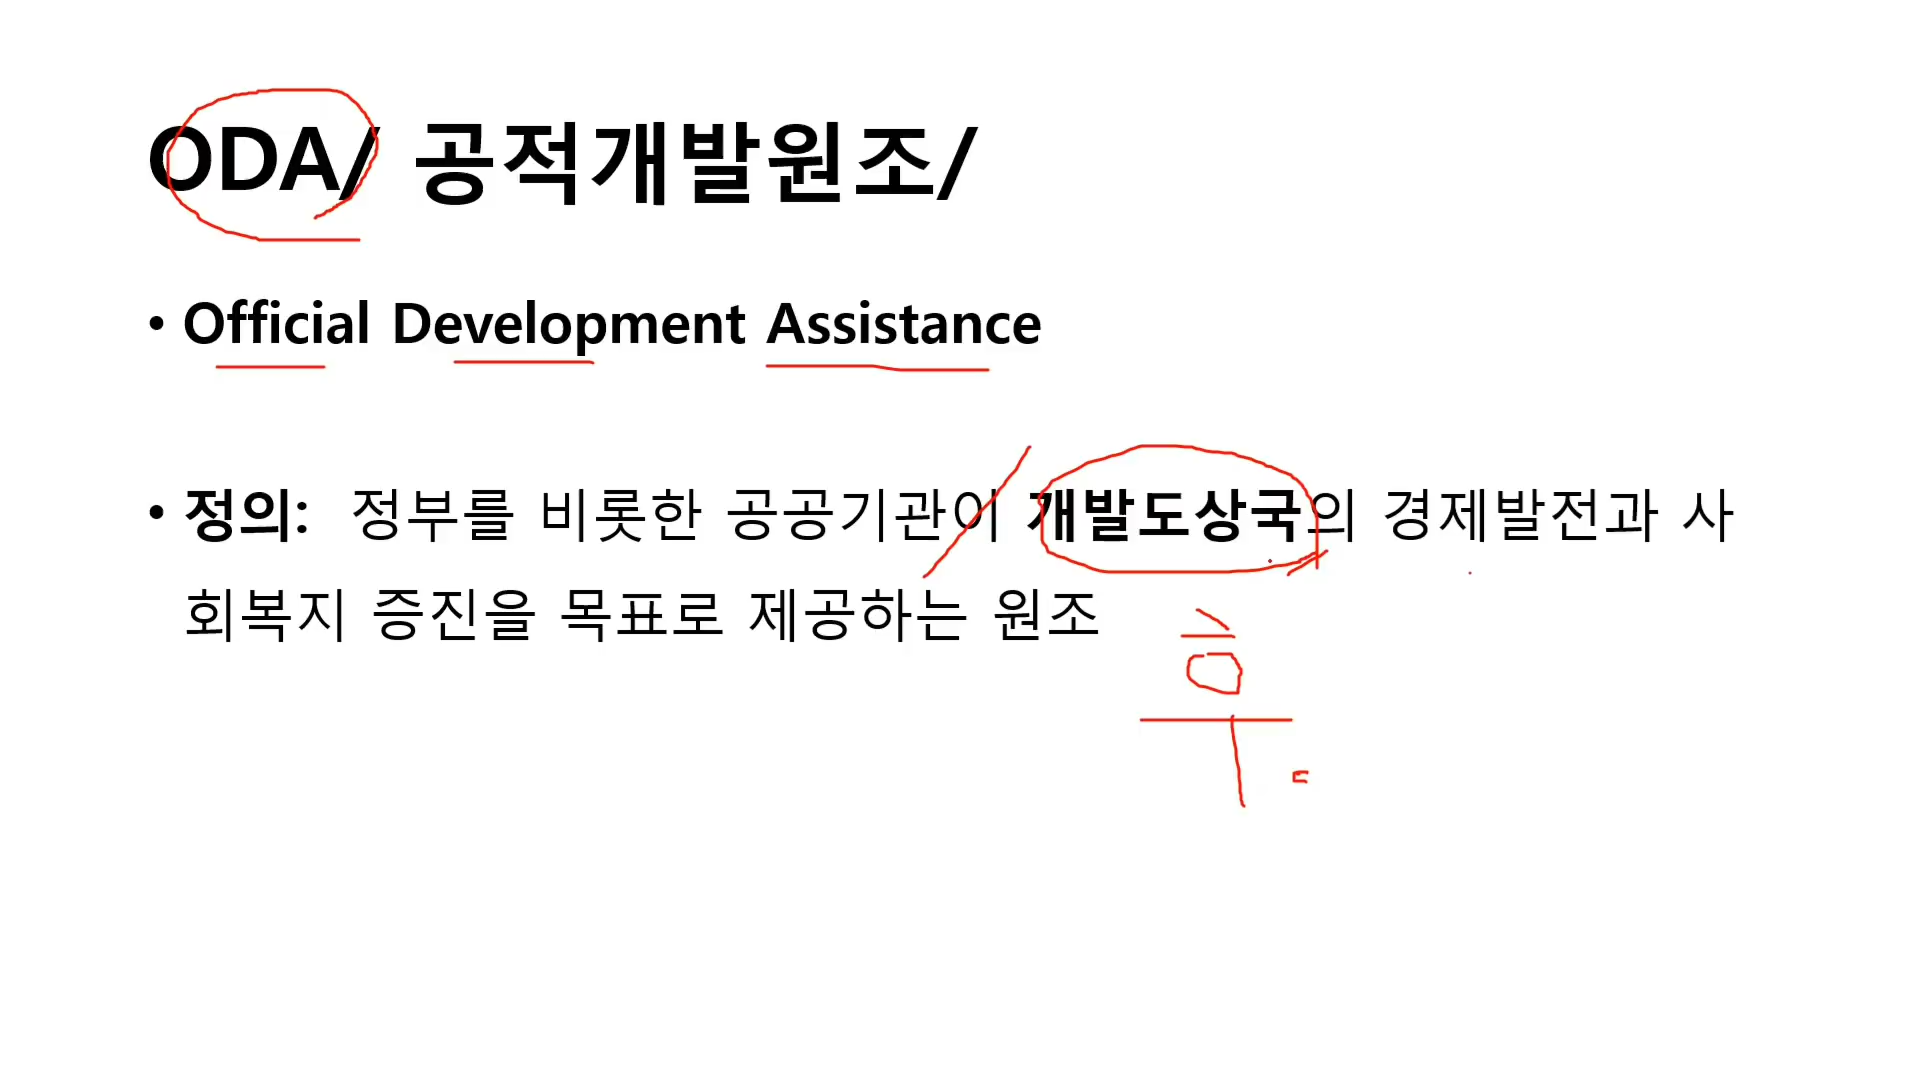 ODA/ 공적개발원조/
• Official Development Assistance
• 정의: 정부를 비롯한 공공기관이 개발도상국의 경제발전과 사
회복지 증진을 목표로 제공하는 원조
후